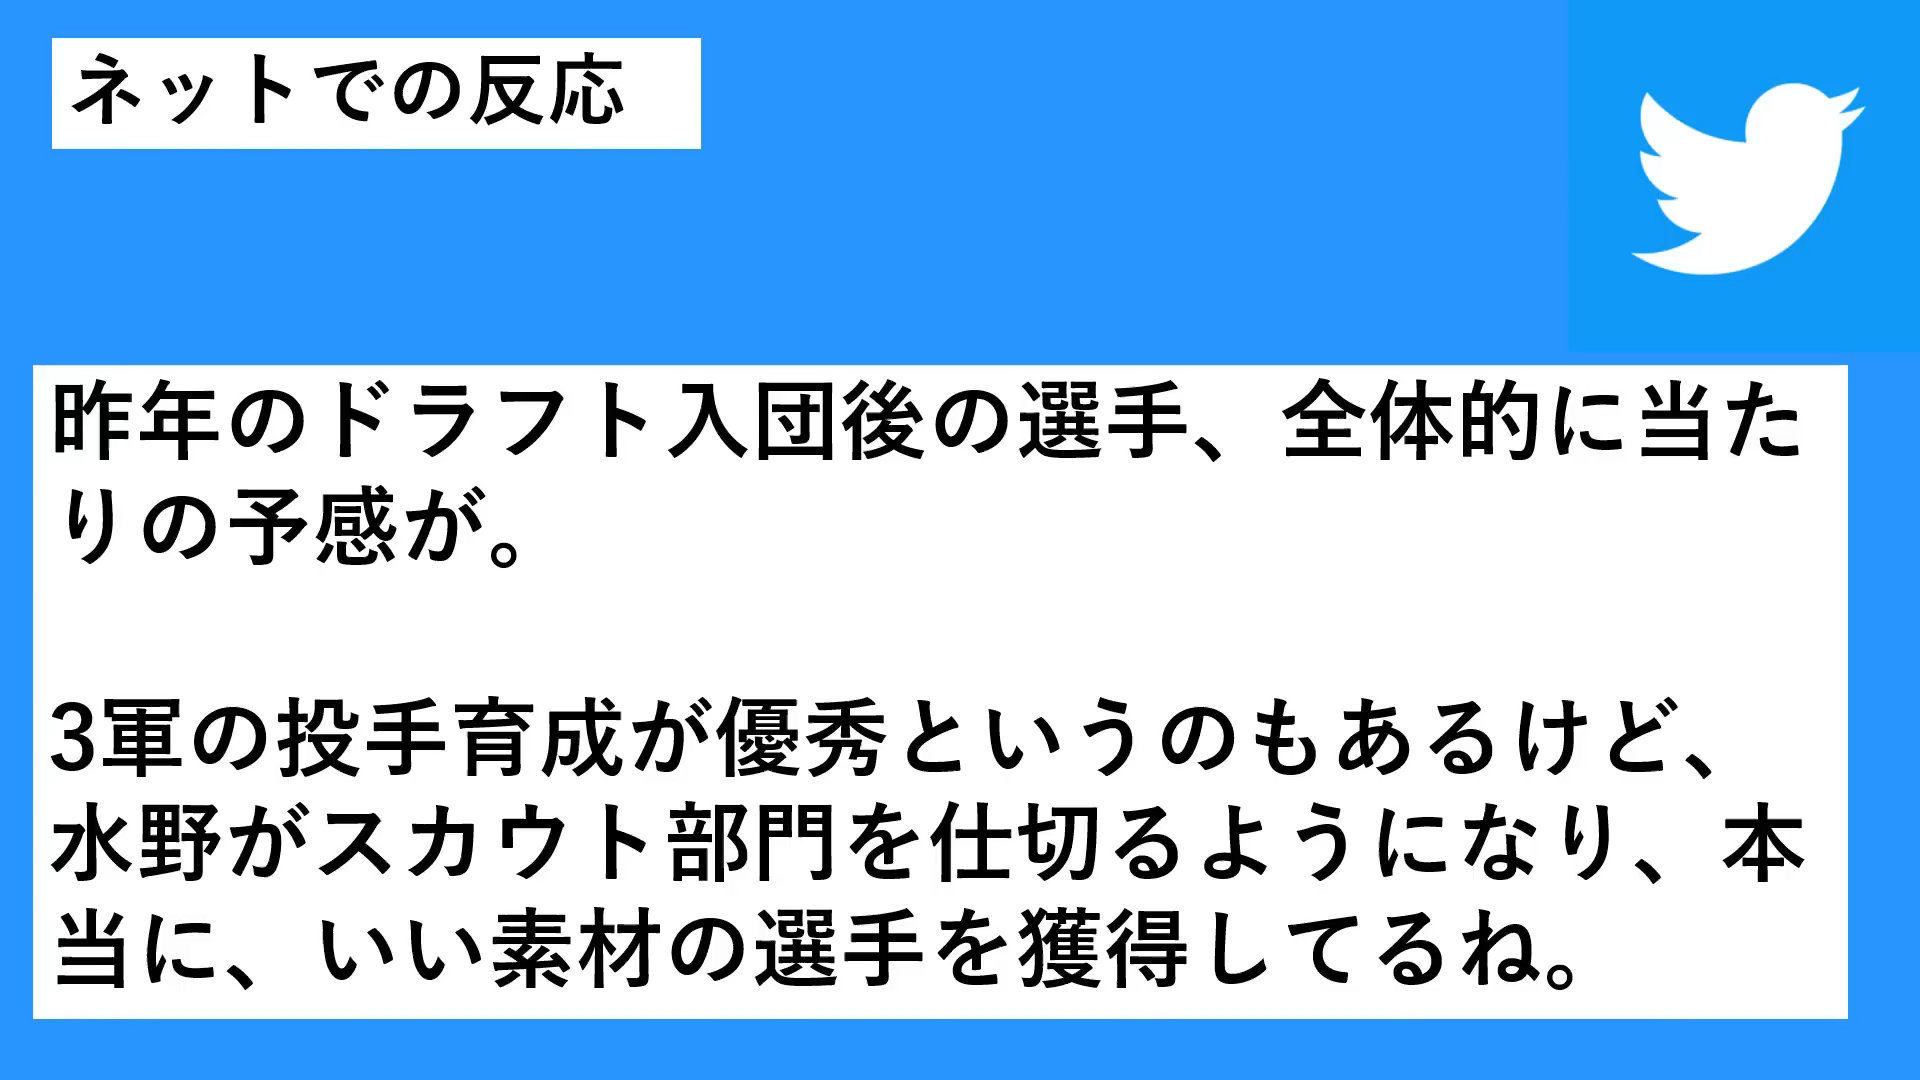 ネットでの反応
昨年のドラフト入団後の選手、全体的に当た
りの予感が。
3軍の投手育成が優秀というのもあるけど、
水野がスカウト部門を仕切るようになり、本
当に、いい素材の選手を獲得してるね。